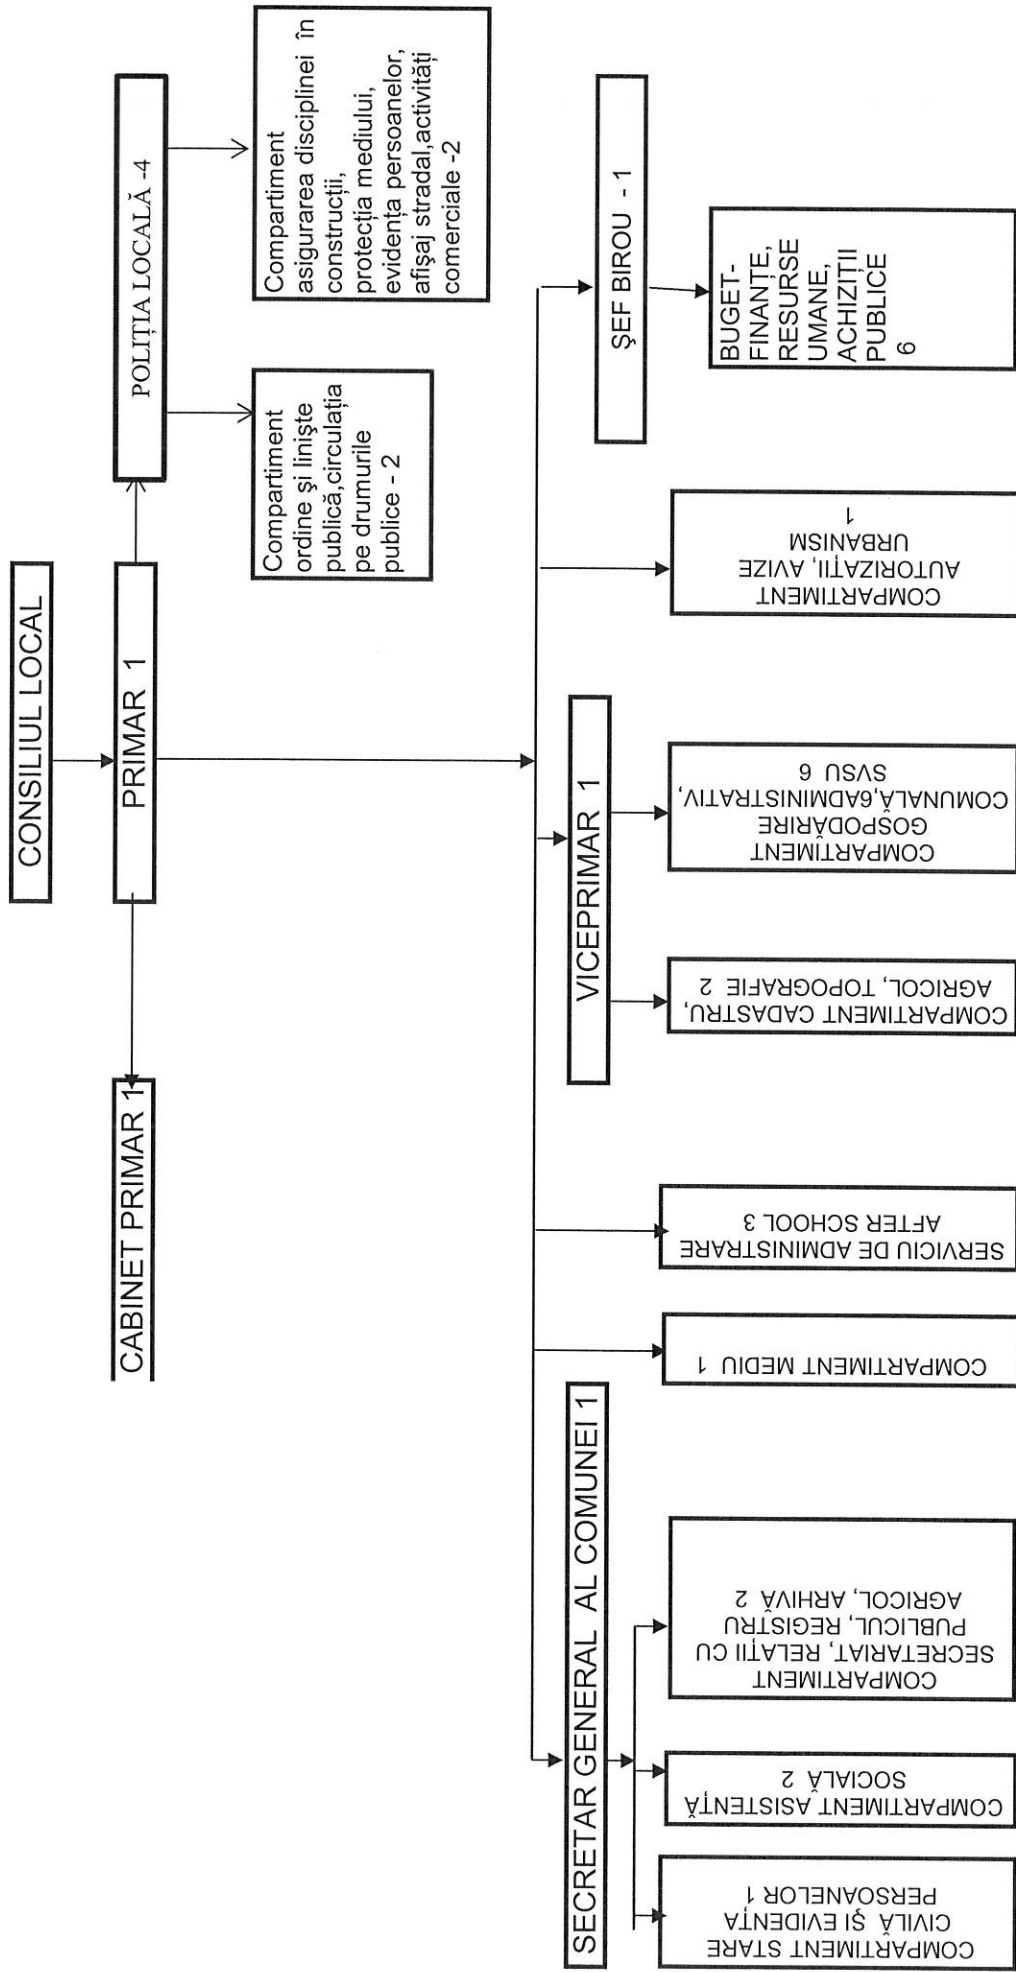 CONSILIUL LOCAL
CABINET PRIMAR 1
PRIMAR 1
POLIȚIA LOCALĂ -4
Compartiment
ordine și liniște
publică,circulația
pe drumurile
publice - 2
Compartiment
asigurarea disciplinei în
construcții,
protecția mediului,
evidența persoanelor,
afișaj stradal,activități
comerciale -2
SECRETAR GENERAL AL COMUNEI 1
VICEPRIMAR 1
ȘEF BIROU - 1
COMPARTIMENT STARE
CIVILĂ ȘI EVIDENȚA
PERSOANELOR 1
COMPARTIMENT ASISTENȚĂ
SOCIALĂ 2
COMPARTIMENT
SECRETARIAT, RELAȚII CU
PUBLICUL, REGISTRU
AGRICOL, ARHIVĂ 2
COMPARTIMENT MEDIU 1
SERVICIU DE ADMINISTRARE
AFTER SCHOOL 3
COMPARTIMENT CADASTRU,
AGRICOL, TOPOGRAFIE 2
COMPARTIMENT
GOSPODĂRIRE
COMUNALĂ,6ADMINISTRATIV,
SVSU 6
COMPARTIMENT
AUTORIZAȚII, AVIZE
URBANISM
1
BUGET-
FINANȚE,
RESURSE
UMANE,
ACHIZIȚII
PUBLICE
6